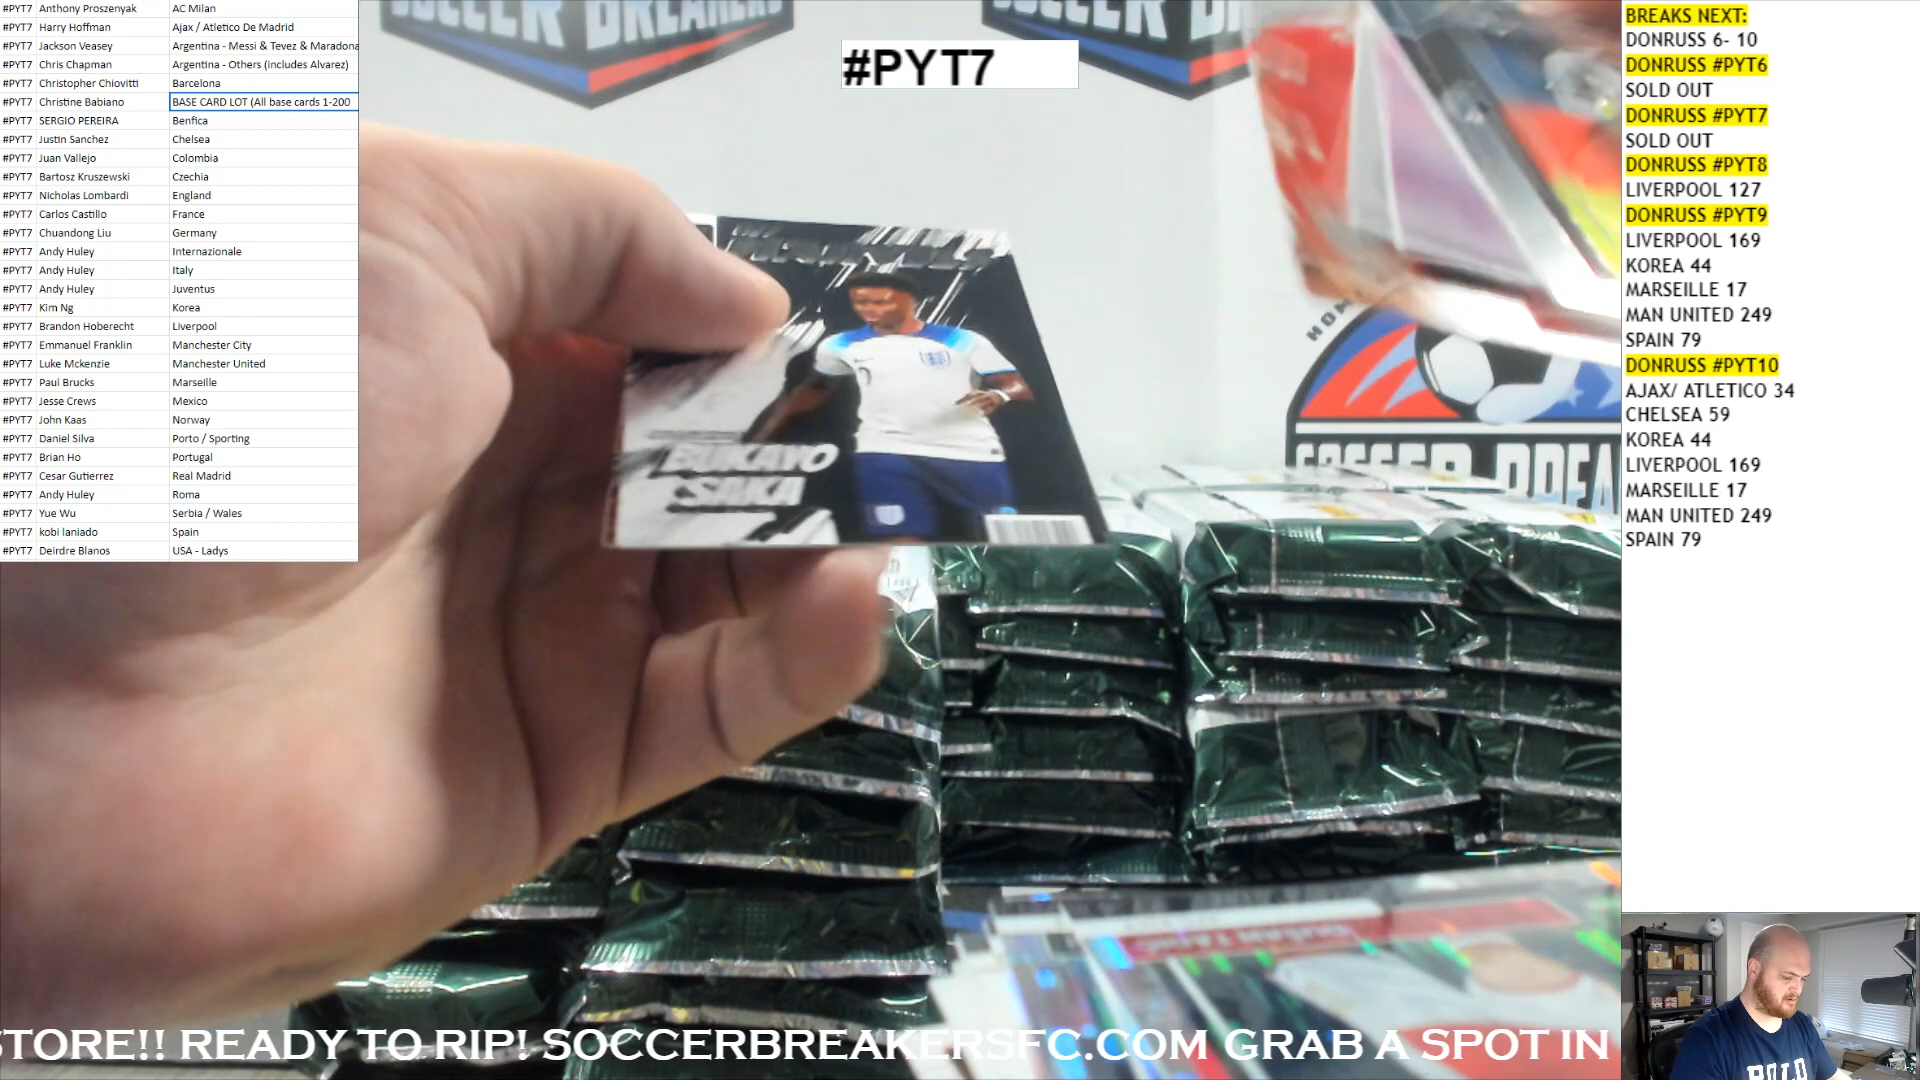 #PYT7 Anthony Proszenyak AC Milan
#PYT7 Harry Hoffman Ajax / Atletico De Madrid
#PYT7 Jackson Veasey Argentina - Messi & Tevez & Maradona
#PYT7 Chris Chapman Argentina - Others (includes Alvarez)
#PYT7 Christopher Chiovitti Barcelona
#PYT7 Christine Babiano BASE CARD LOT (All base cards 1-200
#PYT7 SERGIO PEREIRA Benfica
#PYT7 Justin Sanchez Chelsea
#PYT7 Juan Vallejo Colombia
#PYT7 Bartosz Kruszewski Czechia
#PYT7 Nicholas Lombardi England
#PYT7 Carlos Castillo France
#PYT7 Chuandong Liu Germany
#PYT7 Andy Huley Internazionale
#PYT7 Andy Huley Italy
#PYT7 Andy Huley Juventus
#PYT7 Kim Ng Korea
#PYT7 Brandon Hoberecht Liverpool
#PYT7 Emmanuel Franklin Manchester City
#PYT7 Luke Mckenzie Manchester United
#PYT7 Paul Brucks Marseille
#PYT7 Jesse Crews Mexico
#PYT7 John Kaas Norway
#PYT7 Daniel Silva Porto / Sporting
#PYT7 Brian Ho Portugal
#PYT7 Cesar Gutierrez Real Madrid
#PYT7 Andy Huley Roma
#PYT7 Yue Wu Serbia / Wales
#PYT7 kobi laniado Spain
#PYT7 Deirdre Blanos USA - Ladys
SOCCER BREAKERS
#PYT7
BUKAYO
SAKA
SOCCER BREA
BREAKS NEXT:
DONRUSS 6- 10
DONRUSS #PYT6
SOLD OUT
DONRUSS #PYT7
SOLD OUT
DONRUSS #PYT8
LIVERPOOL 127
DONRUSS #PYT9
LIVERPOOL 169
KOREA 44
MARSEILLE 17
MAN UNITED 249
SPAIN 79
DONRUSS #PYT10
AJAX/ ATLETICO 34
CHELSEA 59
KOREA 44
LIVERPOOL 169
MARSEILLE 17
MAN UNITED 249
SPAIN 79
STORE!! READY TO RIP! SOCCERBREAKERSFC.COM GRAB A SPOT IN